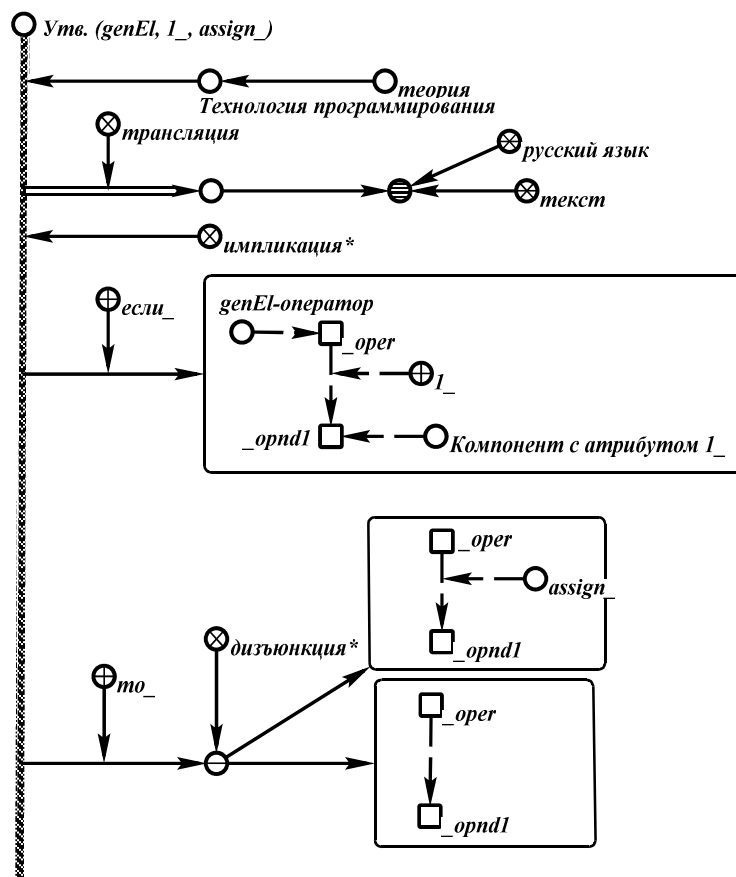 Утв. (genEl, 1_, assign_)
теория
Технология программирования
трансляция
русский язык
текст
импликация*
если_
genEl-оператор
_oper
1_
_opnd1
Компонент с атрибутом 1_
_oper
assign_
_opnd1
дизъюнкция*
то_
_oper
_opnd1